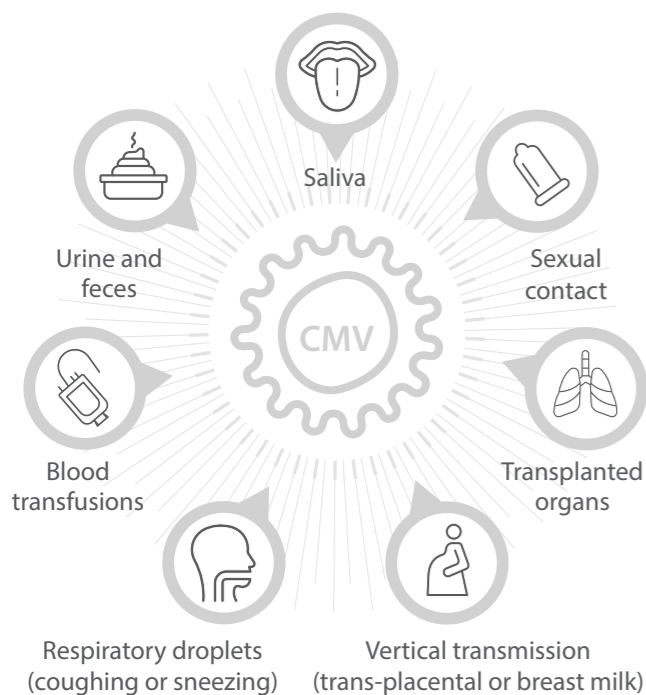 Saliva
Urine and
feces
Sexual
contact
CMV
Blood
transfusions
Transplanted
organs
Respiratory droplets
(coughing or sneezing)
Vertical transmission
(trans-placental or breast milk)